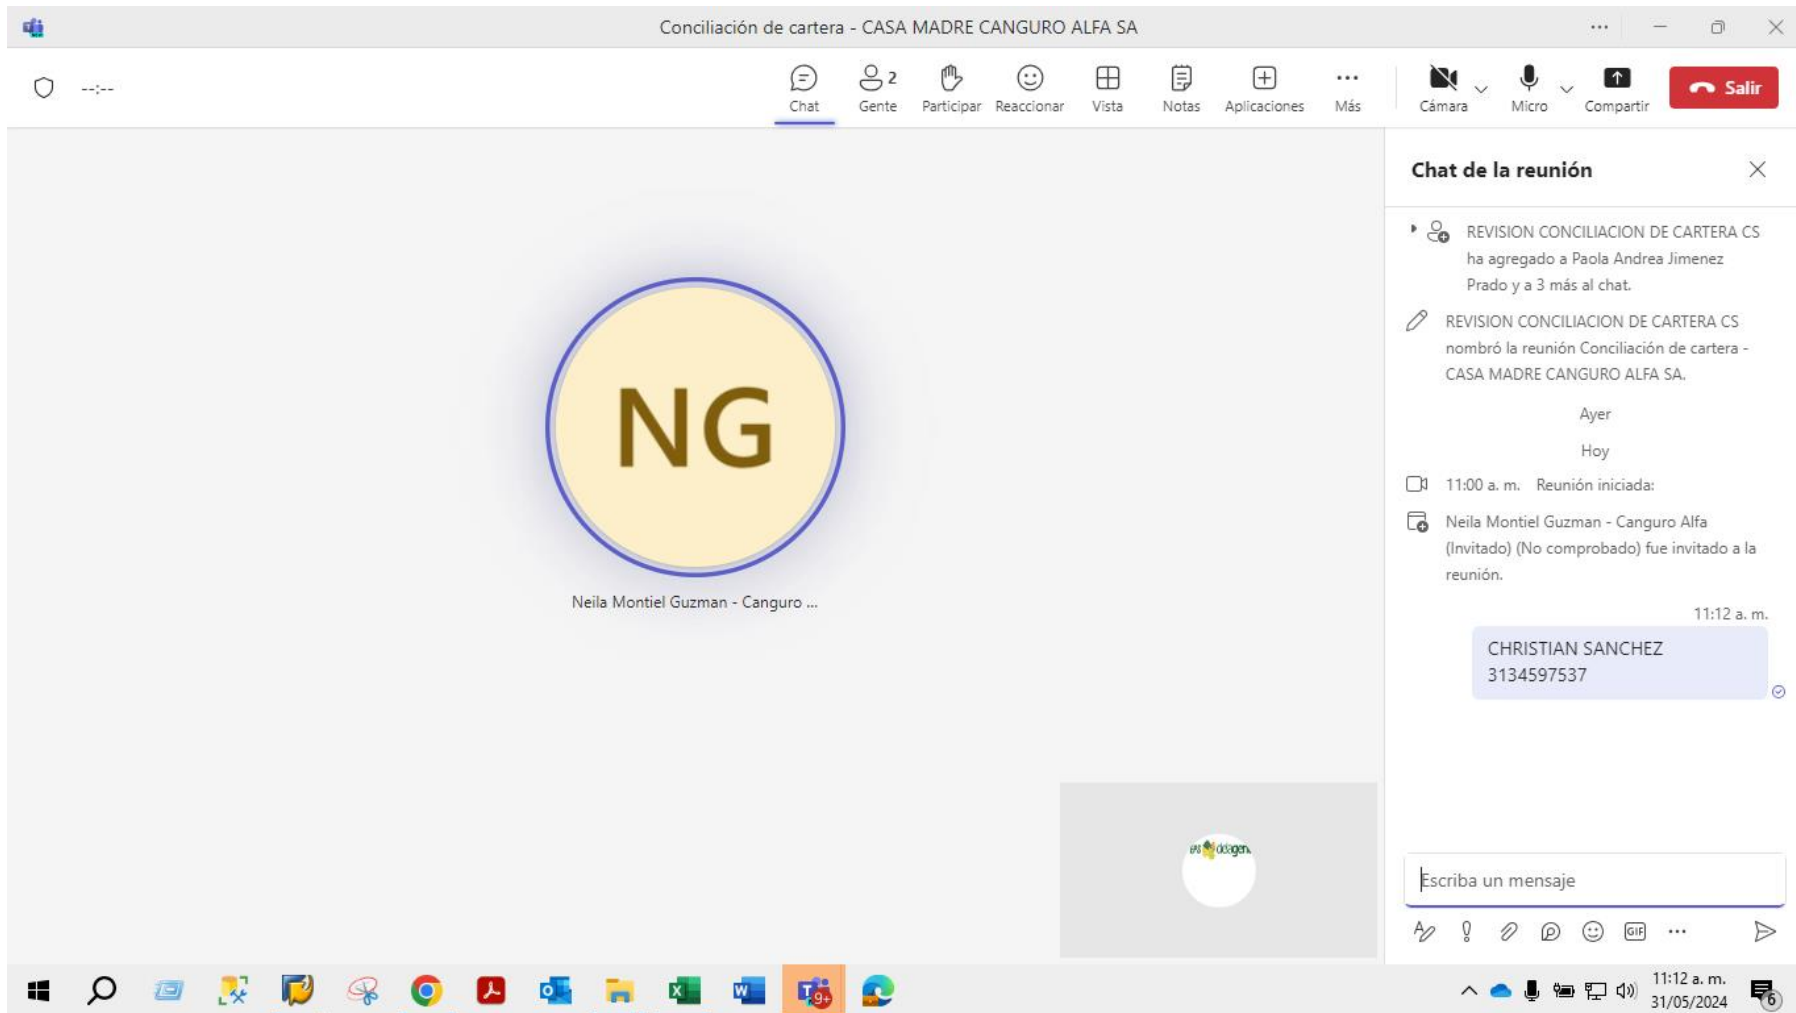 Conciliación de cartera - CASA MADRE CANGURO ALFA SA
--:--
Chat
2
Gente
Participar
Reaccionar
Vista
Notas
Aplicaciones
Más
Cámara
Micro
Compartir
Salir
Chat de la reunión
REVISION CONCILIACION DE CARTERA CS
ha agregado a Paola Andrea Jimenez
Prado y a 3 más al chat.
REVISION CONCILIACION DE CARTERA CS
nombró la reunión Conciliación de cartera -
CASA MADRE CANGURO ALFA SA.
Ayer
Hoy
11:00 a. m. Reunión iniciada:
Neila Montiel Guzman - Canguro Alfa
(Invitado) (No comprobado) fue invitado a la
reunión.
11:12 a. m.
CHRISTIAN SANCHEZ
3134597537
NG
Neila Montiel Guzman - Canguro ...
Escriba un mensaje
GIF
9+
11:12 a. m.
31/05/2024
6